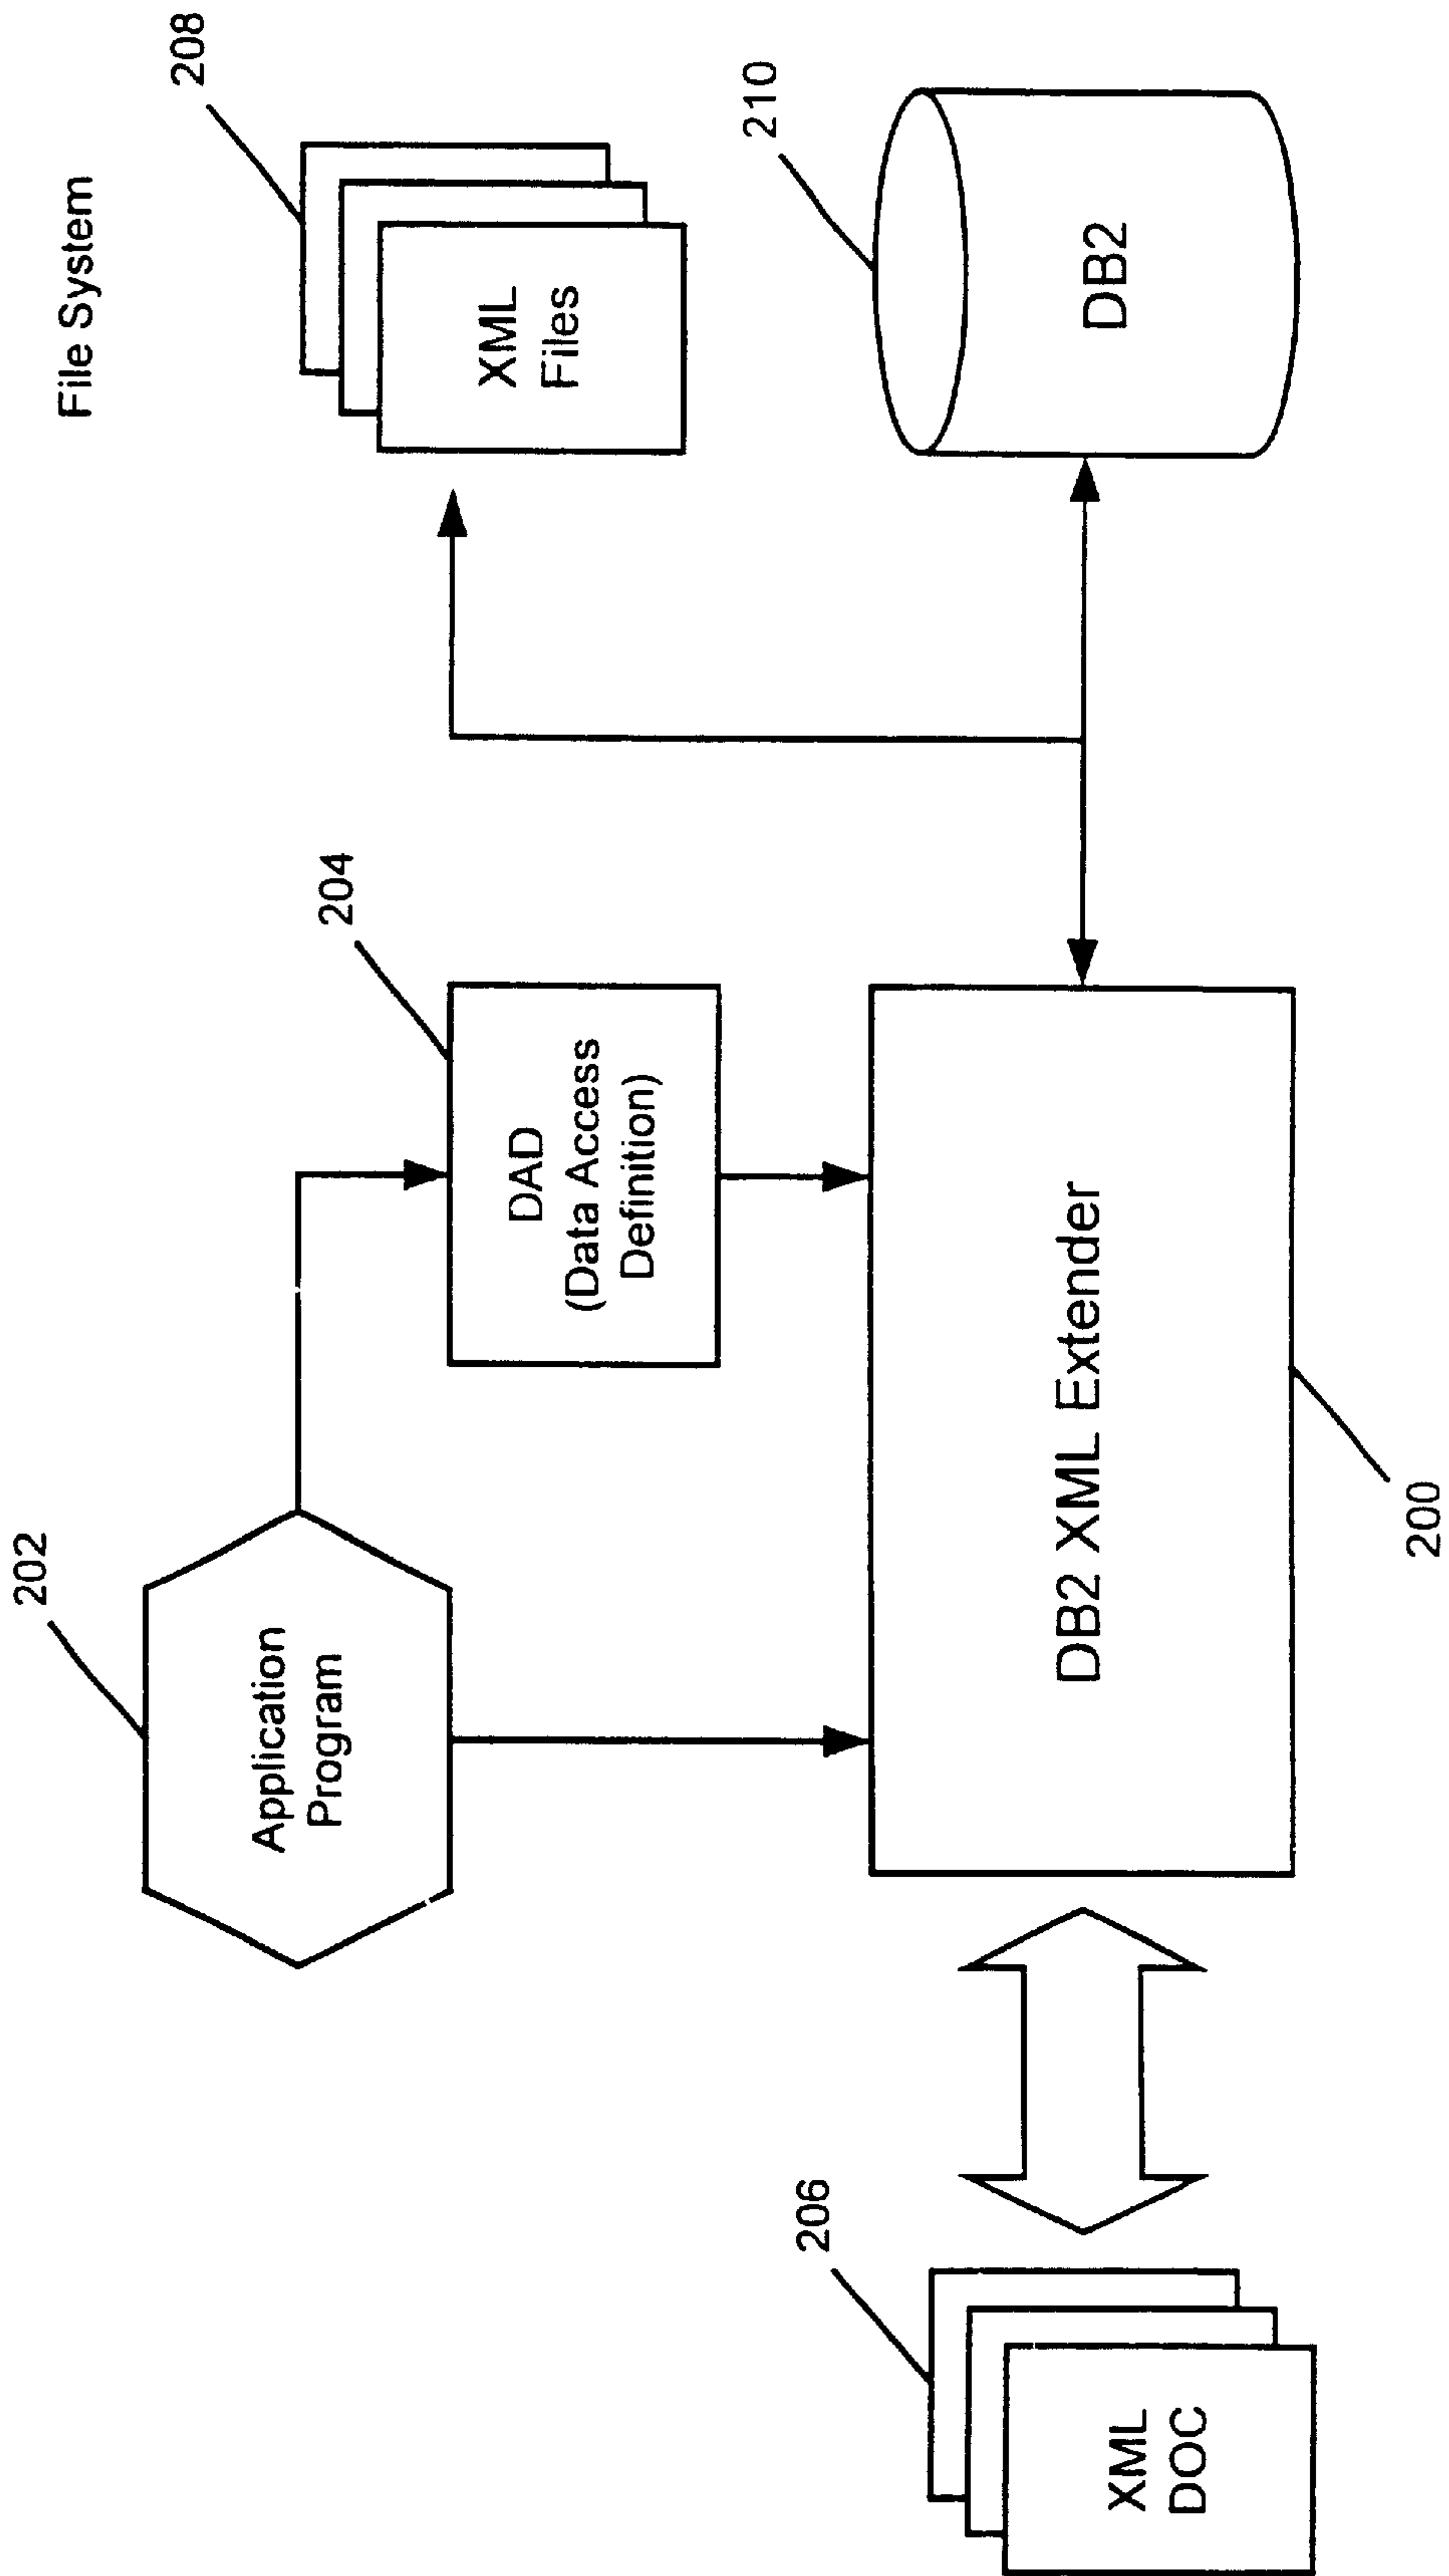 File System
202
Application
Program
204
DAD
(Data Access
Definition)
208
XML
Files
206
XML
DOC
DB2 XML Extender
200
210
DB2